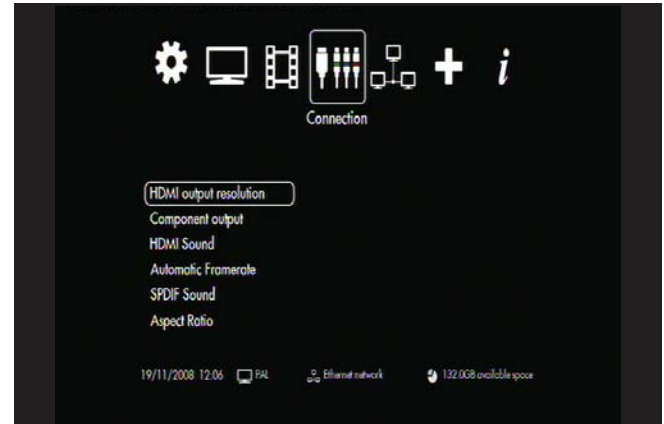 Connection
HDMI output resolution
Component output
HDMI Sound
Automatic Framerate
SPDIF Sound
Aspect Ratio
19/11/2008 12:06 PAL Ethernet network 132.0GB available space